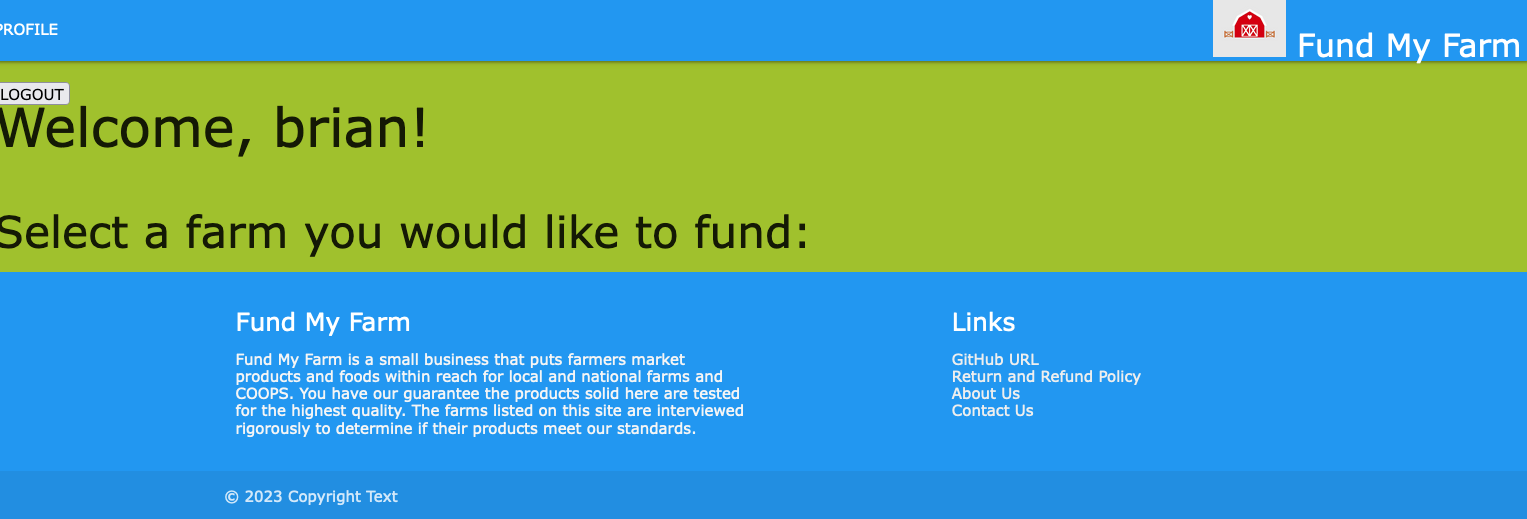 PROFILE
Fund My Farm
LOGOUT
Welcome, brian!
Select a farm you would like to fund:
Fund My Farm
Fund My Farm is a small business that puts farmers market
products and foods within reach for local and national farms and
COOPS. You have our guarantee the products solid here are tested
for the highest quality. The farms listed on this site are interviewed
rigorously to determine if their products meet our standards.
Links
GitHub URL
Return and Refund Policy
About Us
Contact Us
© 2023 Copyright Text